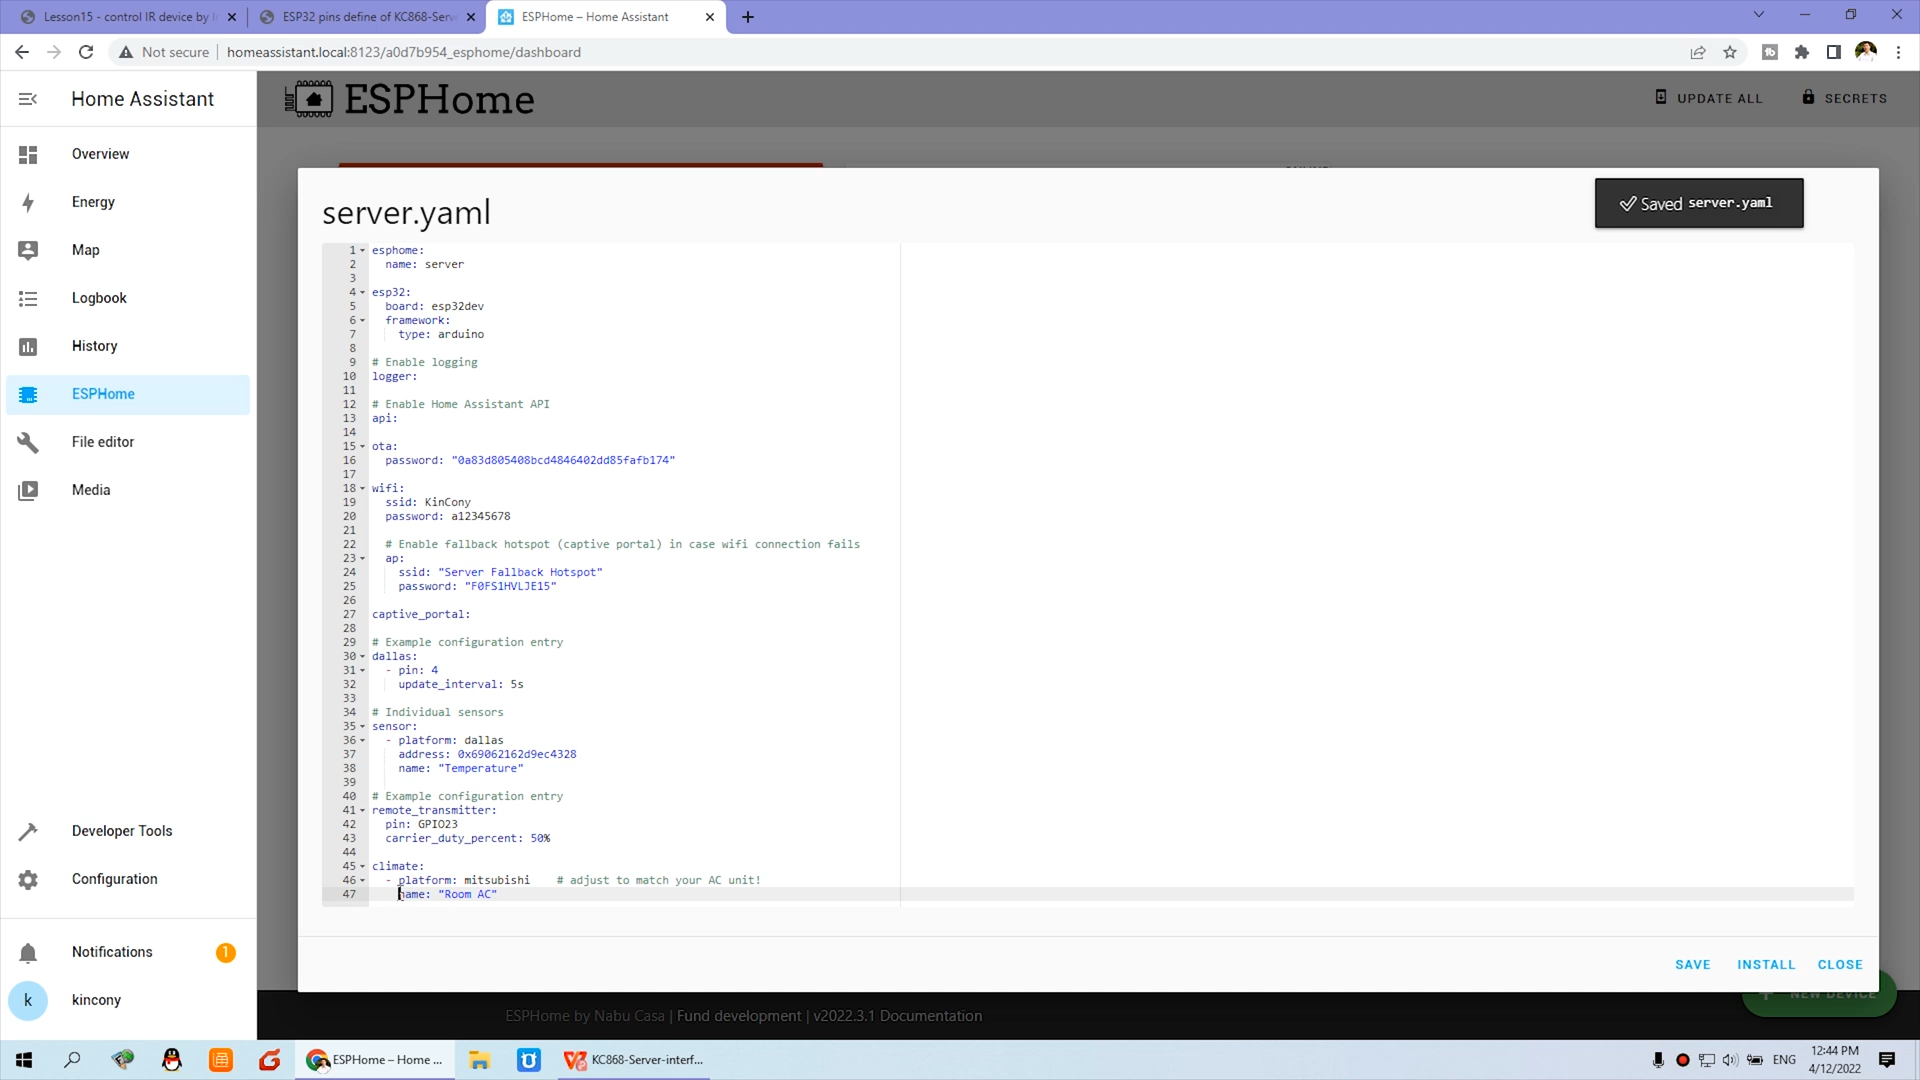 Lesson15 - control IR device by
ESP32 pins define of KC868-Serv
ESPHome – Home Assistant
Not secure
homeassistant.local:8123/a0d7b954_esphome/dashboard
Home Assistant
Overview
Energy
Map
Logbook
History
ESPHome
File editor
Media
Developer Tools
Configuration
Notifications
1
k
kincony
ESPHome
UPDATE ALL
SECRETS
server.yaml
Saved server.yaml
1 esphome:
2 name: server
3
4 esp32:
5 board: esp32dev
6 framework:
7 type: arduino
8
9 # Enable logging
10 logger:
11
12 # Enable Home Assistant API
13 api:
14
15 ota:
16 password: "0a83d805408bcd4846402dd85fafb174"
17
18 wifi:
19 ssid: KinCony
20 password: a12345678
21
22 # Enable fallback hotspot (captive portal) in case wifi connection fails
23 ap:
24 ssid: "Server Fallback Hotspot"
25 password: "F0FS1HVLJE15"
26
27 captive_portal:
28
29 # Example configuration entry
30 dallas:
31 - pin: 4
32 update_interval: 5s
33
34 # Individual sensors
35 sensor:
36 - platform: dallas
37 address: 0x69062162d9ec4328
38 name: "Temperature"
39
40 # Example configuration entry
41 remote_transmitter:
42 pin: GPIO23
43 carrier_duty_percent: 50%
44
45 climate:
46 - platform: mitsubishi # adjust to match your AC unit!
47 name: "Room AC"
SAVE
INSTALL
CLOSE
NEW DEVICE
ESPHome by Nabu Casa | Fund development | v2022.3.1 Documentation
ESPHome – Home ...
KC868-Server-interf...
ENG
12:44 PM
4/12/2022